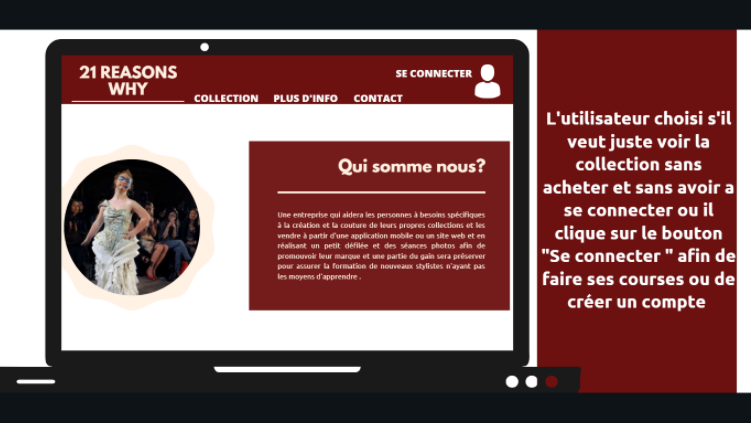 21 REASONS
WHY
SE CONNECTER
COLLECTION PLUS D'INFO CONTACT
Qui somme nous?
Une entreprise qui aidera les personnes à besoins spécifiques
à la création et la couture de leurs propres collections et les
vendre à partir d'une application mobile ou un site web et en
réalisant un petit défilée et des séances photos afin de
promouvoir leur marque et une partie du gain sera préserver
pour assurer la formation de nouveaux stylistes n'ayant pas
les moyens d'apprendre .
L'utilisateur choisi s'il
veut juste voir la
collection sans
acheter et sans avoir a
se connecter ou il
clique sur le bouton
"Se connecter " afin de
faire ses courses ou de
créer un compte